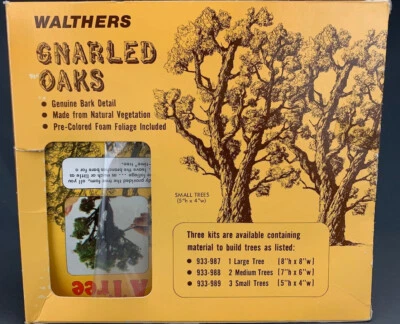 WALTHERS
GNARLED
OAKS
• Genuine Bark Detail
• Made from Natural Vegetation
• Pre-Colored Foam Foliage Included
SMALL TREES
(5"h x 4"w)
Three kits are available containing
material to build trees as listed:
• 933-987 1 Large Tree (8"h x 8"w)
• 933-988 2 Medium Trees (7"h x 6"w)
• 933-989 3 Small Trees (5"h x 4"w)
A Tree